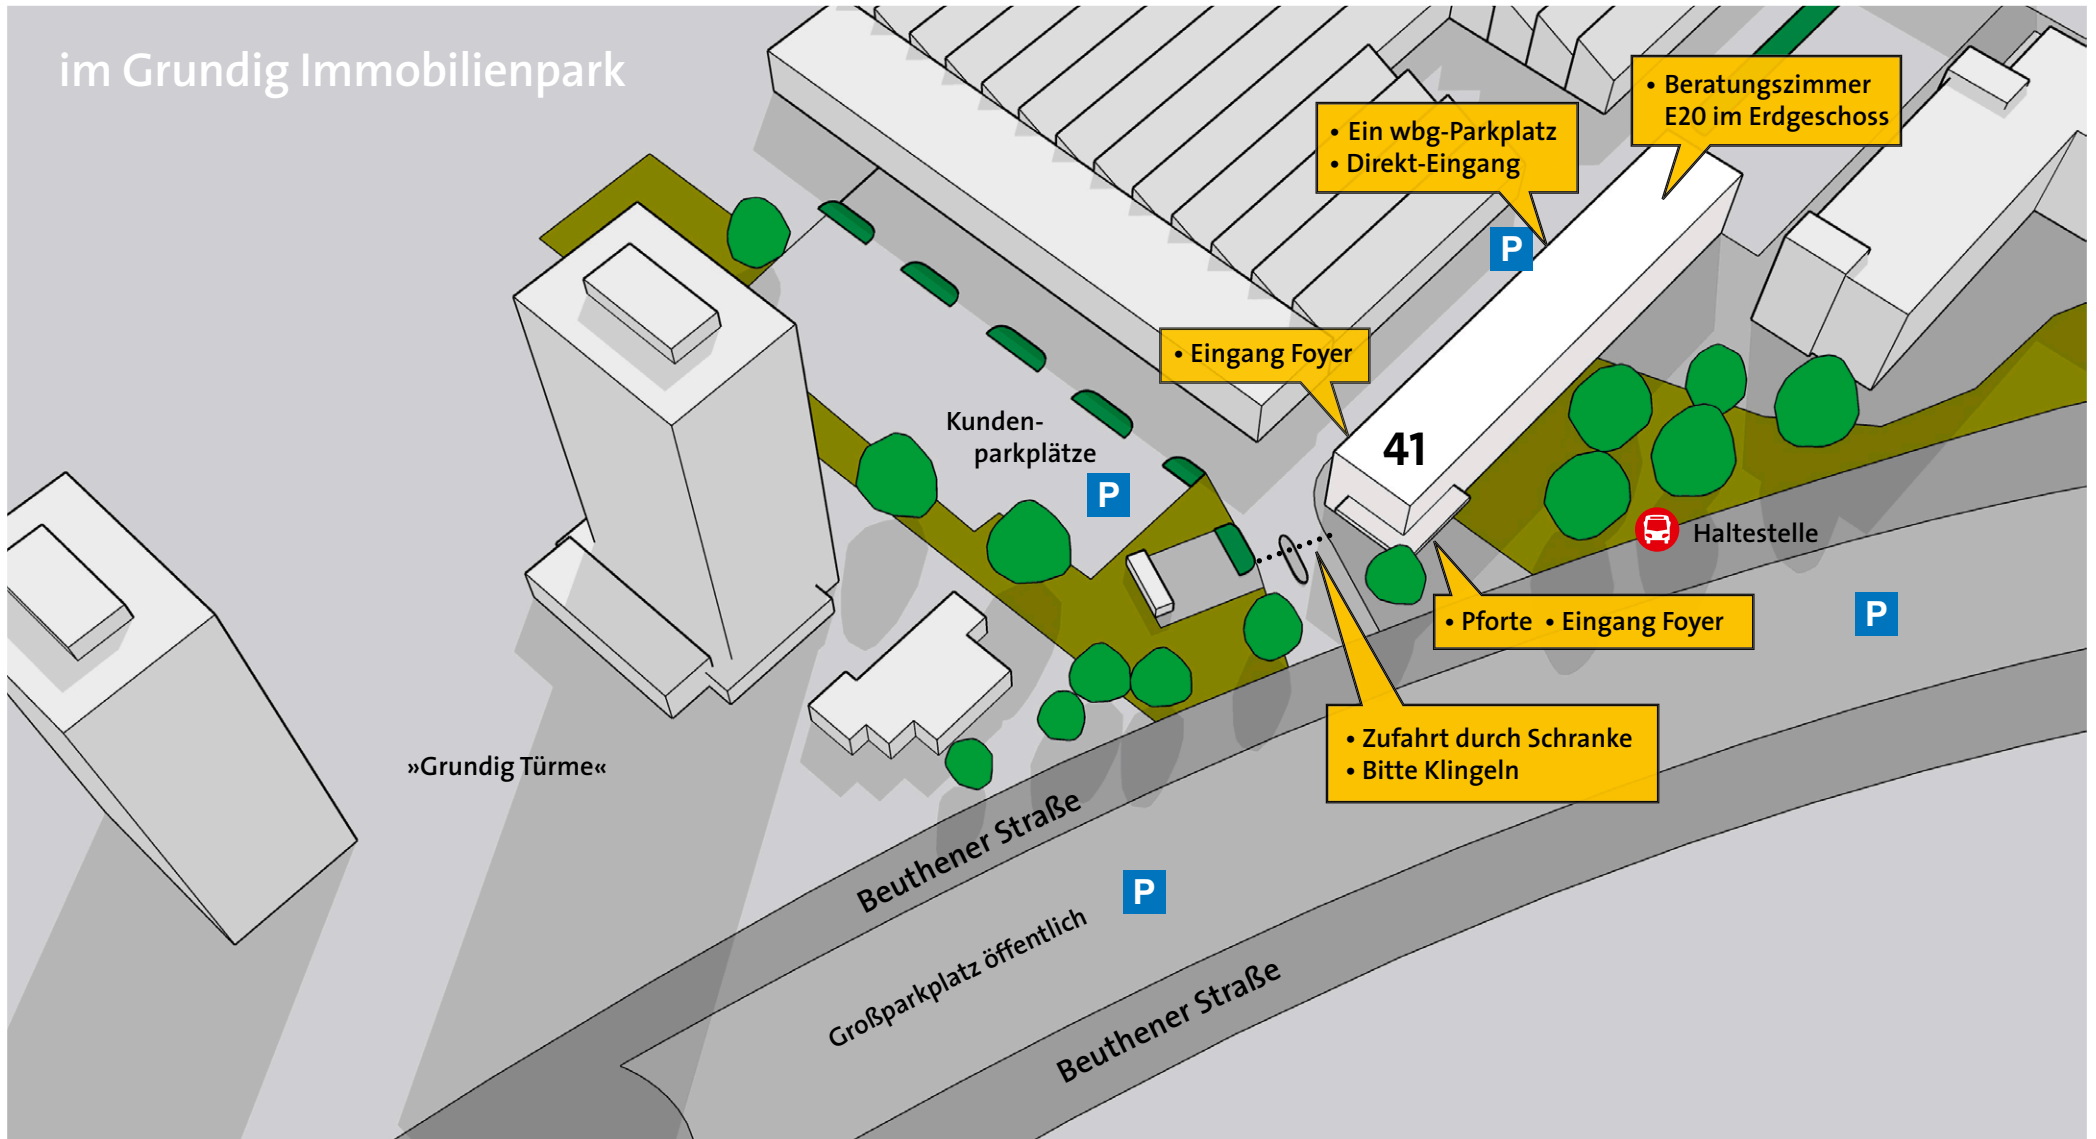 im Grundig Immobilienpark
• Beratungszimmer
E20 im Erdgeschoss
• Ein wbg-Parkplatz
• Direkt-Eingang
P
• Eingang Foyer
Kunden-
parkplätze
P
41
Haltestelle
• Pforte • Eingang Foyer
P
• Zufahrt durch Schranke
• Bitte Klingeln
»Grundig Türme«
Beuthener Straße
P
Großparkplatz öffentlich
Beuthener Straße